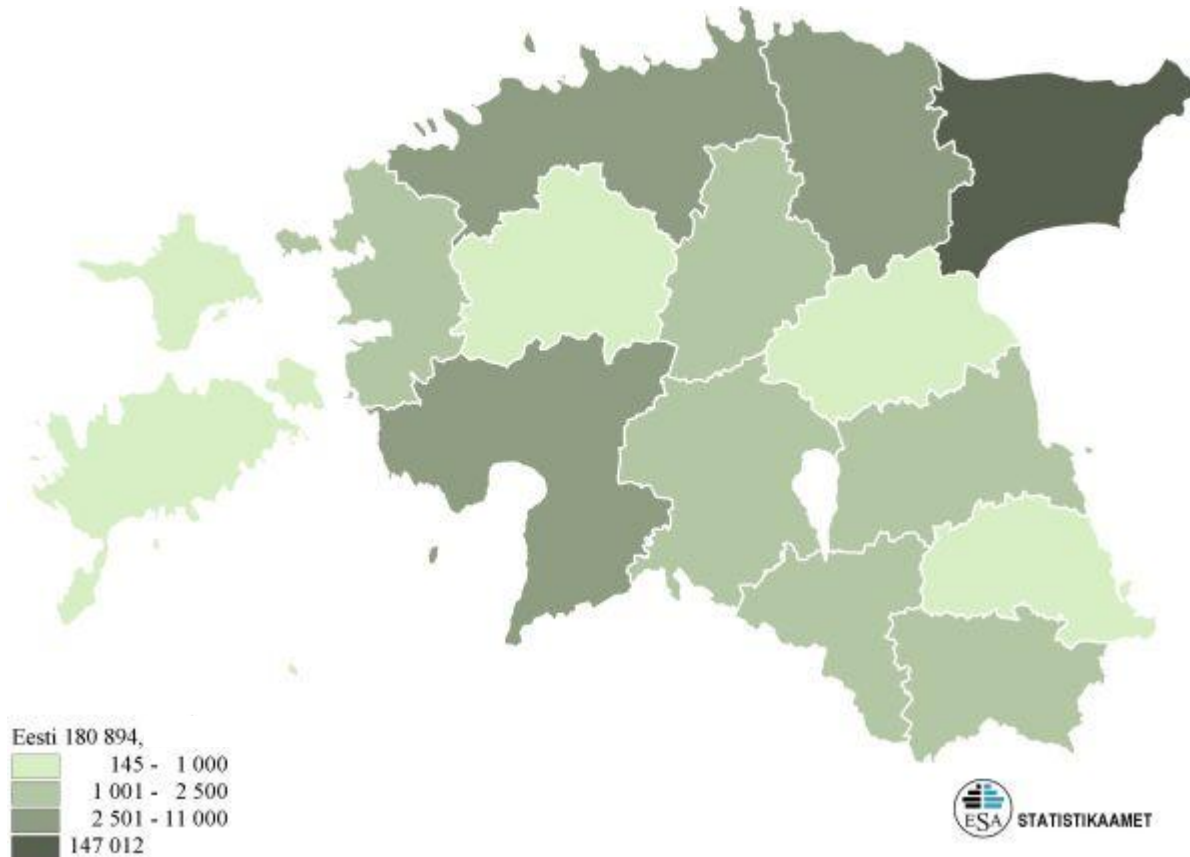 Eesti 180 894,
145 - 1 000
1 001 - 2 500
2 501 - 11 000
147 012
ESA STATISTIKAAMET